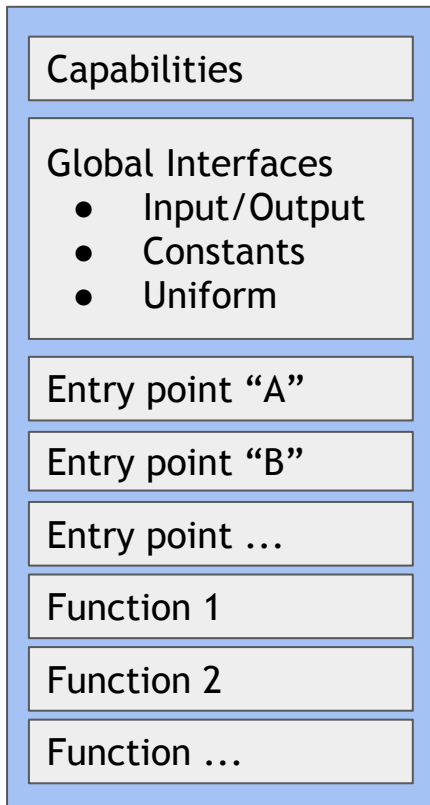 Capabilities
Global Interfaces
● Input/Output
● Constants
● Uniform
Entry point “A”
Entry point “B”
Entry point ...
Function 1
Function 2
Function ...